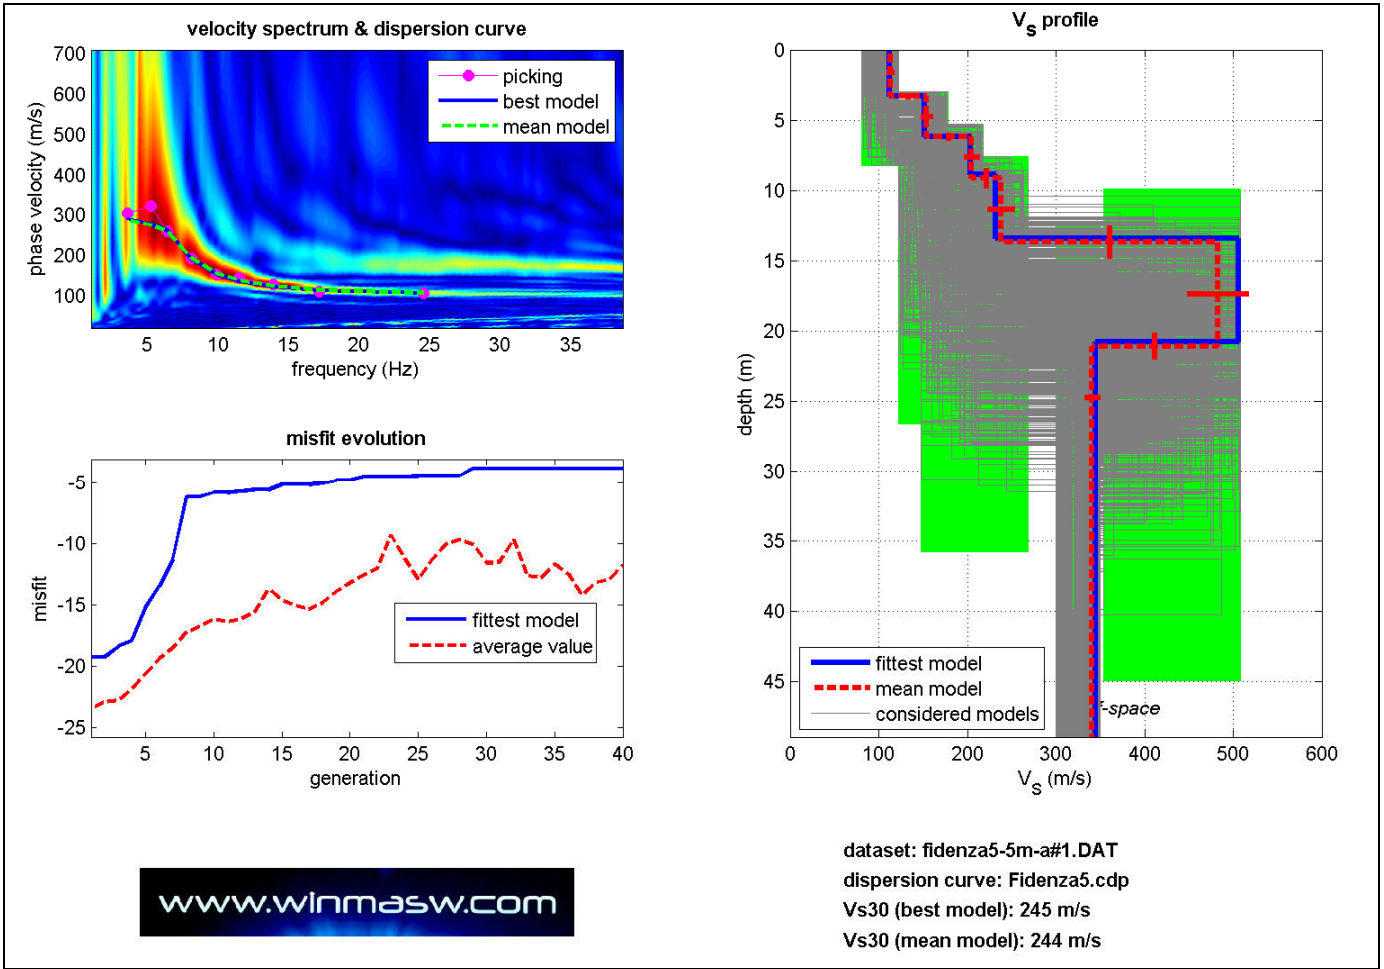 velocity spectrum & dispersion curve
700
600
500
400
300
200
100
phase velocity (m/s)
picking
best model
mean model
5 10 15 20 25 30 35
frequency (Hz)
misfit evolution
-5
-10
-15
-20
-25
misfit
fittest model
average value
5 10 15 20 25 30 35 40
generation
www.winmasw.com
VS profile
0
5
10
15
20
25
30
35
40
45
depth (m)
fittest model
mean model
considered models
f-space
0 100 200 300 400 500 600
VS (m/s)
dataset: fidenza5-5m-a#1.DAT
dispersion curve: Fidenza5.cdp
Vs30 (best model): 245 m/s
Vs30 (mean model): 244 m/s